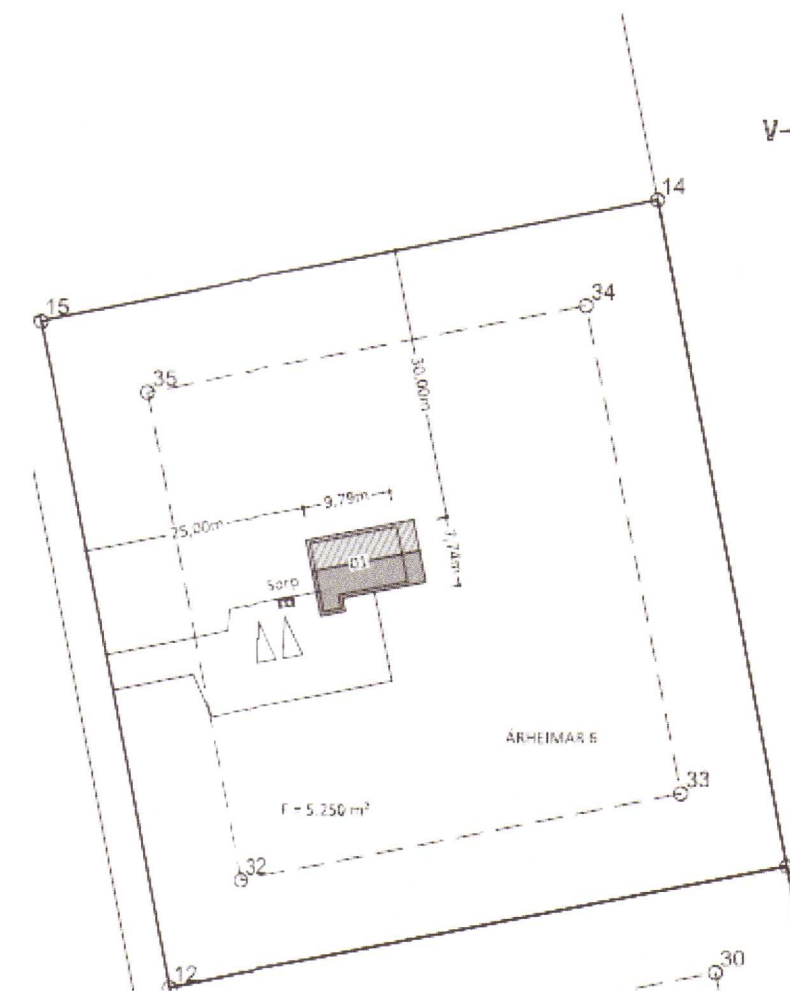 V-
14
15
34
35
30,00m
9,79m
25,00m
7,74m
01
Sorp
ÁRHEIMAR 6
33
F = 5.250 m²
32
12
30